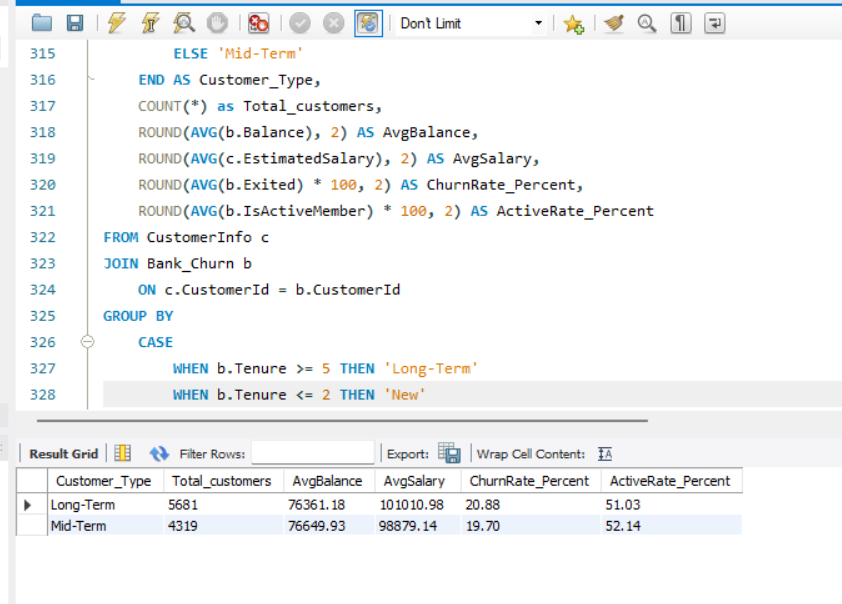 Don't Limit
315 ELSE 'Mid-Term'
316 END AS Customer_Type,
317 COUNT(*) as Total_customers,
318 ROUND(AVG(b.Balance), 2) AS AvgBalance,
319 ROUND(AVG(c.EstimatedSalary), 2) AS AvgSalary,
320 ROUND(AVG(b.Exited) * 100, 2) AS ChurnRate_Percent,
321 ROUND(AVG(b.IsActiveMember) * 100, 2) AS ActiveRate_Percent
322 FROM CustomerInfo c
323 JOIN Bank_Churn b
324 ON c.CustomerId = b.CustomerId
325 GROUP BY
326 CASE
327 WHEN b.Tenure >= 5 THEN 'Long-Term'
328 WHEN b.Tenure <= 2 THEN 'New'
Result Grid Filter Rows: Export: Wrap Cell Content: IA
Customer_Type Total_customers AvgBalance AvgSalary ChurnRate_Percent ActiveRate_Percent
Long-Term 5681 76361.18 101010.98 20.88 51.03
Mid-Term 4319 76649.93 98879.14 19.70 52.14